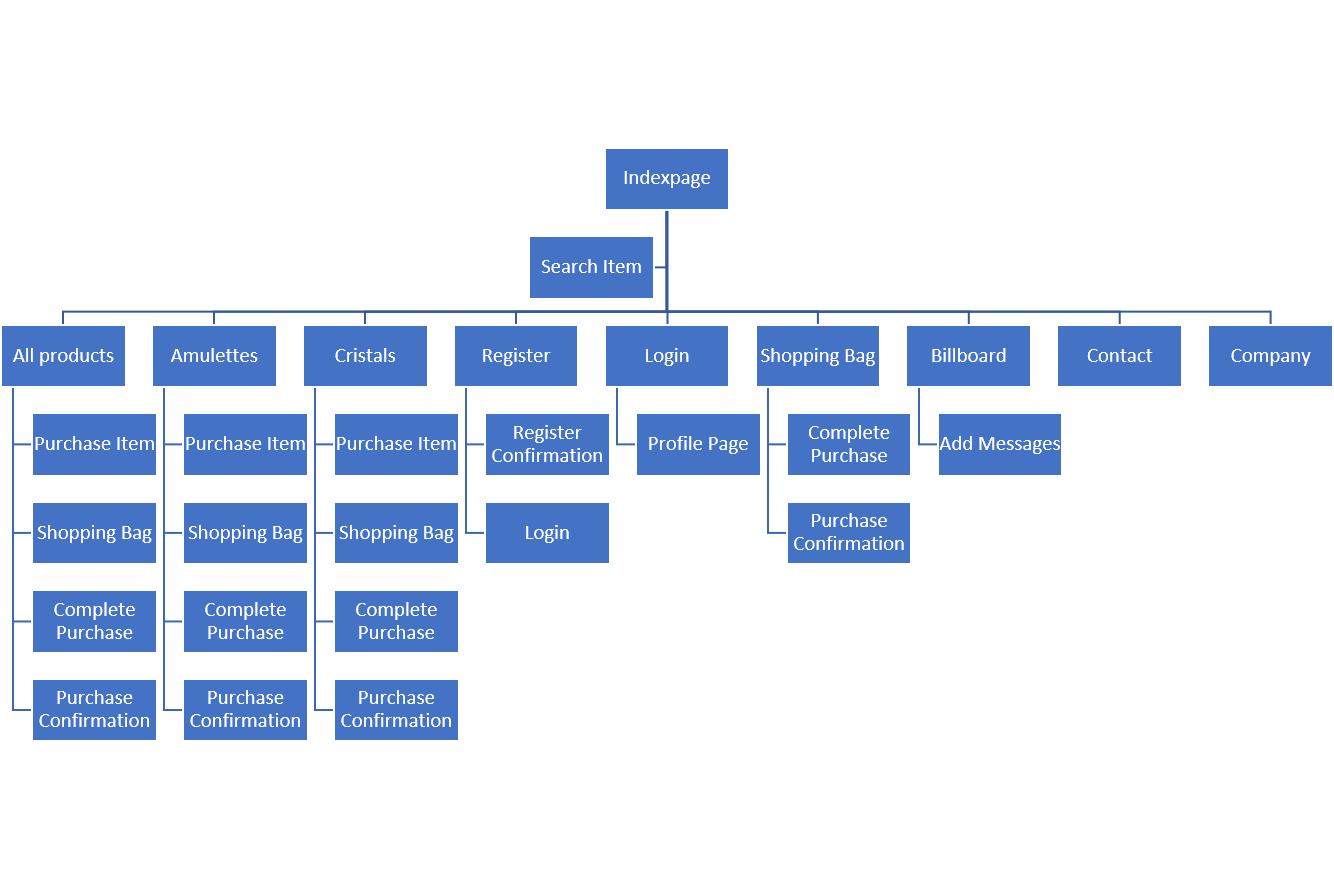 Indexpage
Search Item
All products
Amulettes
Cristals
Register
Login
Shopping Bag
Billboard
Contact
Company
Purchase Item
Purchase Item
Purchase Item
Register
Confirmation
Profile Page
Complete
Purchase
Add Messages
Shopping Bag
Shopping Bag
Shopping Bag
Login
Purchase
Confirmation
Complete
Purchase
Complete
Purchase
Complete
Purchase
Purchase
Confirmation
Purchase
Confirmation
Purchase
Confirmation